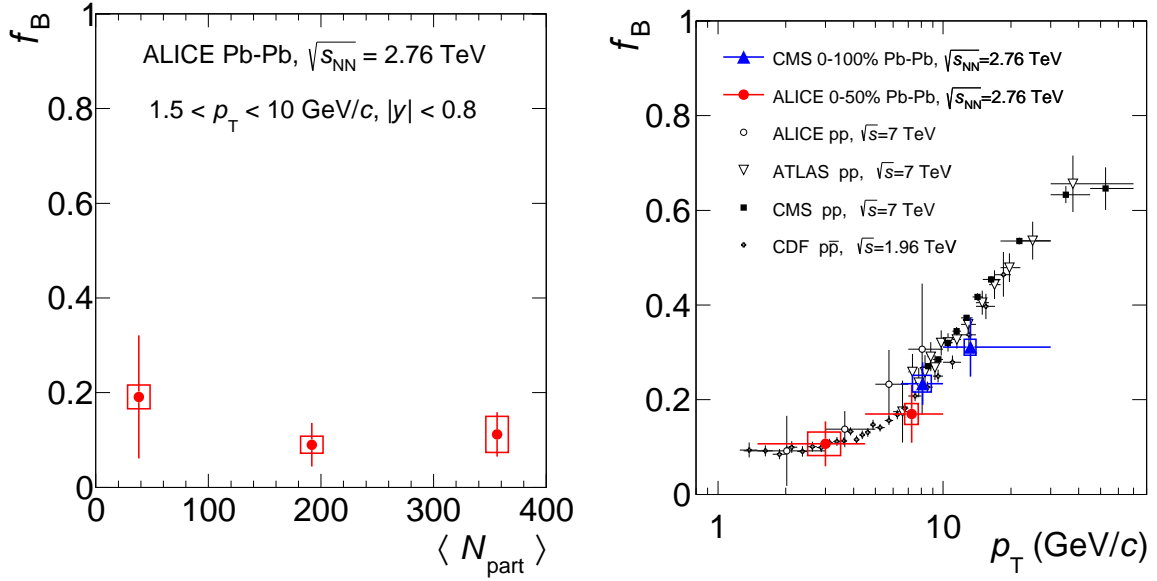 f_B
1
0.8
0.6
0.4
0.2
0
ALICE Pb-Pb, √s_NN = 2.76 TeV
1.5 < p_T < 10 GeV/c, |y| < 0.8
0 100 200 300 400
⟨ N_part ⟩
f_B
1
0.8
0.6
0.4
0.2
0
CMS 0-100% Pb-Pb, √s_NN=2.76 TeV
ALICE 0-50% Pb-Pb, √s_NN=2.76 TeV
ALICE pp, √s=7 TeV
ATLAS pp, √s=7 TeV
CMS pp, √s=7 TeV
CDF pp̅, √s=1.96 TeV
1 10
p_T (GeV/c)